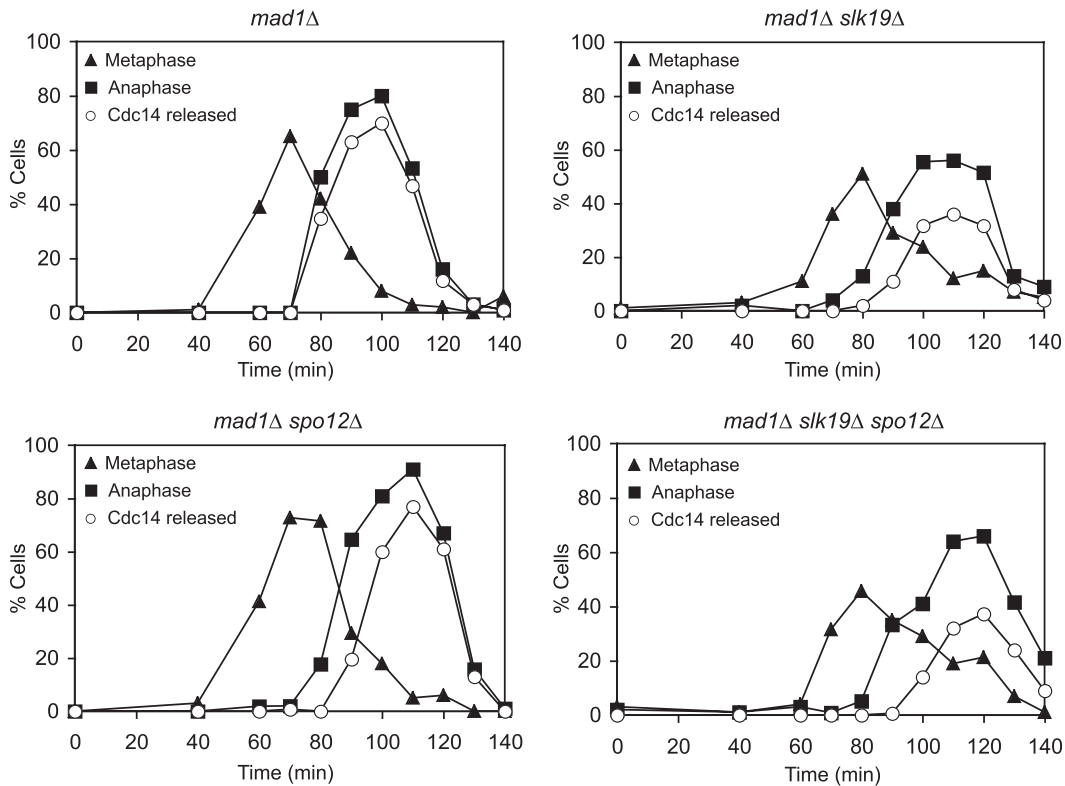 mad1Δ
100
80
60
40
20
0
% Cells
Metaphase
Anaphase
Cdc14 released
0 20 40 60 80 100 120 140
Time (min)
mad1Δ slk19Δ
100
80
60
40
20
0
% Cells
Metaphase
Anaphase
Cdc14 released
0 20 40 60 80 100 120 140
Time (min)
mad1Δ spo12Δ
100
80
60
40
20
0
% Cells
Metaphase
Anaphase
Cdc14 released
0 20 40 60 80 100 120 140
Time (min)
mad1Δ slk19Δ spo12Δ
100
80
60
40
20
0
% Cells
Metaphase
Anaphase
Cdc14 released
0 20 40 60 80 100 120 140
Time (min)